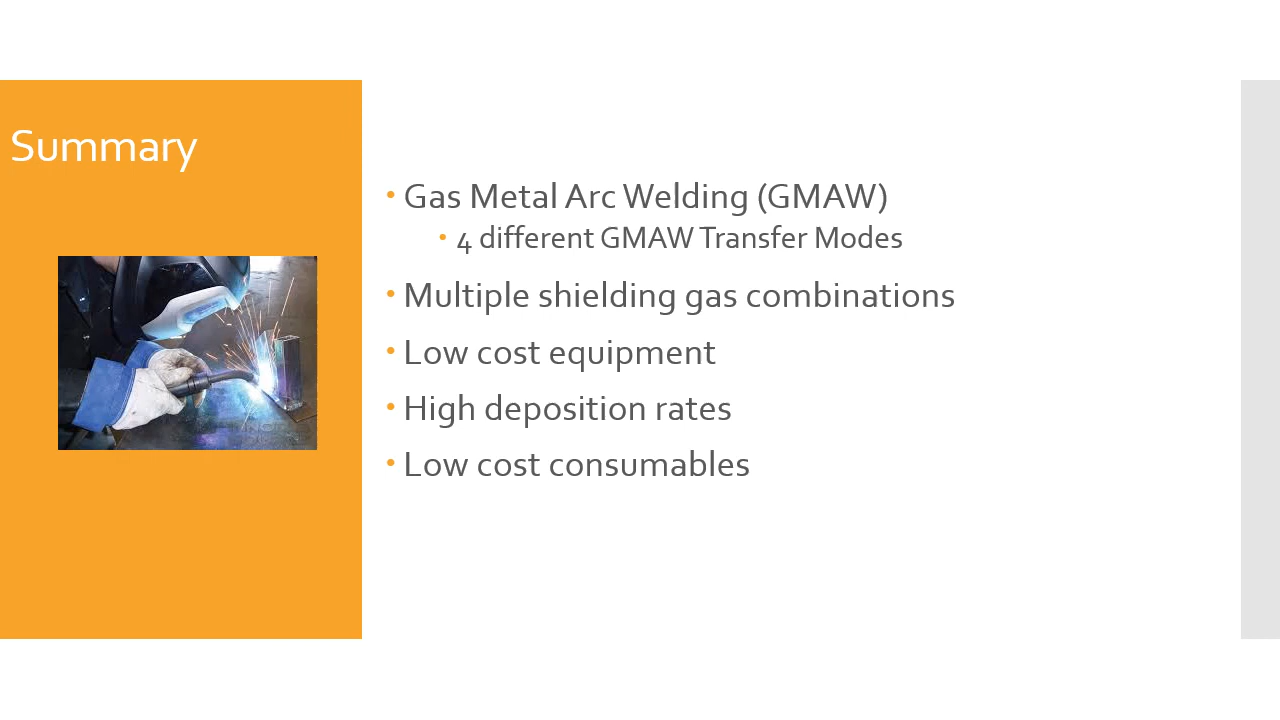 Summary
• Gas Metal Arc Welding (GMAW)
• 4 different GMAW Transfer Modes
• Multiple shielding gas combinations
• Low cost equipment
• High deposition rates
• Low cost consumables